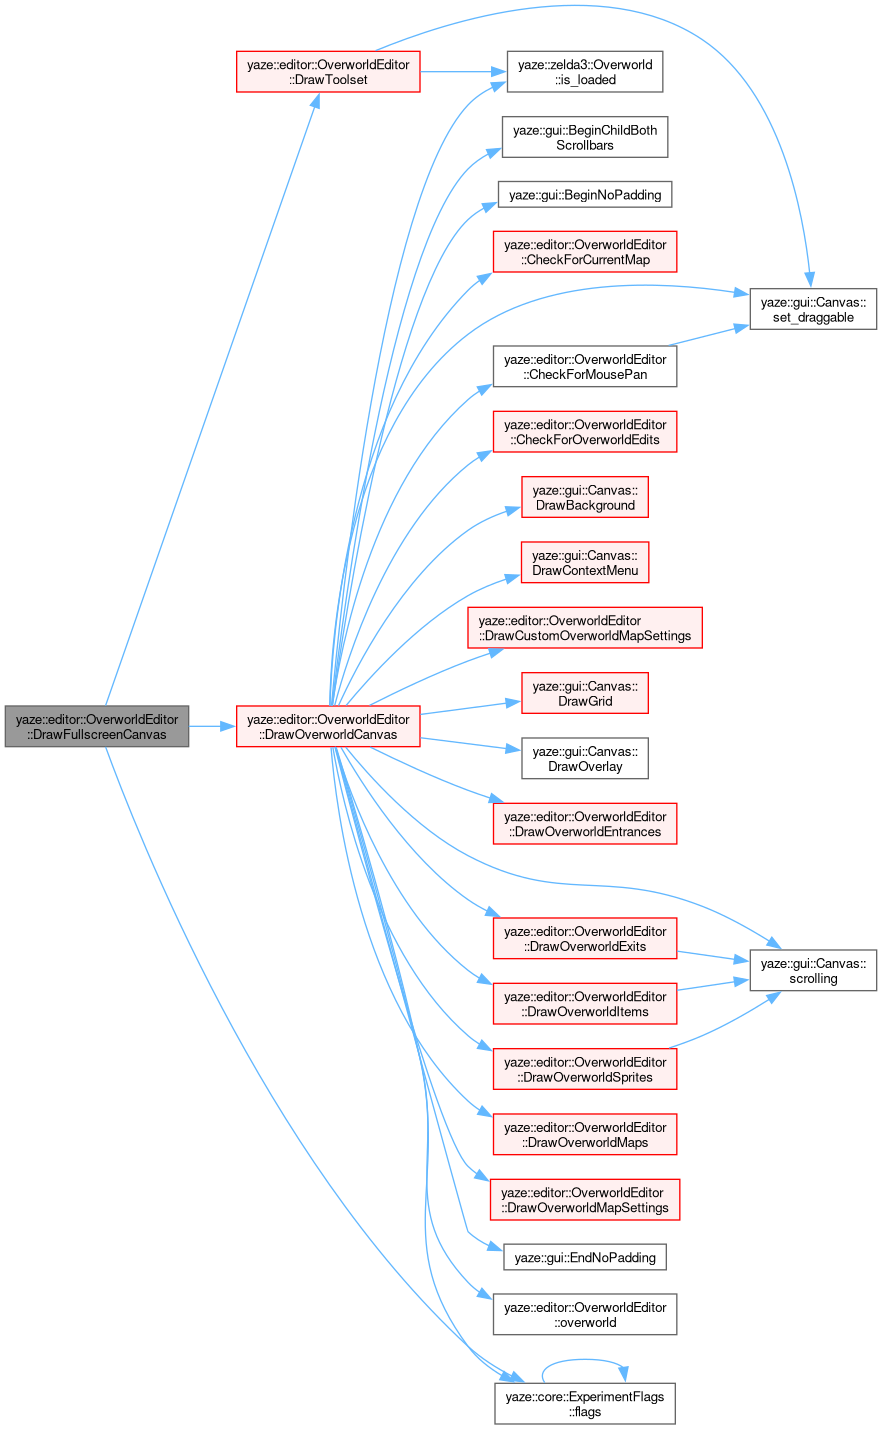 yaze::editor::OverworldEditor
::DrawToolset
yaze::zelda3::Overworld
::is_loaded
yaze::gui::BeginChildBoth
Scrollbars
yaze::gui::BeginNoPadding
yaze::editor::OverworldEditor
::CheckForCurrentMap
yaze::gui::Canvas::
set_draggable
yaze::editor::OverworldEditor
::CheckForMousePan
yaze::editor::OverworldEditor
::CheckForOverworldEdits
yaze::gui::Canvas::
DrawBackground
yaze::gui::Canvas::
DrawContextMenu
yaze::editor::OverworldEditor
::DrawCustomOverworldMapSettings
yaze::gui::Canvas::
DrawGrid
yaze::editor::OverworldEditor
::DrawFullscreenCanvas
yaze::editor::OverworldEditor
::DrawOverworldCanvas
yaze::gui::Canvas::
DrawOverlay
yaze::editor::OverworldEditor
::DrawOverworldEntrances
yaze::editor::OverworldEditor
::DrawOverworldExits
yaze::gui::Canvas::
scrolling
yaze::editor::OverworldEditor
::DrawOverworldItems
yaze::editor::OverworldEditor
::DrawOverworldSprites
yaze::editor::OverworldEditor
::DrawOverworldMaps
yaze::editor::OverworldEditor
::DrawOverworldMapSettings
yaze::gui::EndNoPadding
yaze::editor::OverworldEditor
::overworld
yaze::core::ExperimentFlags
::flags